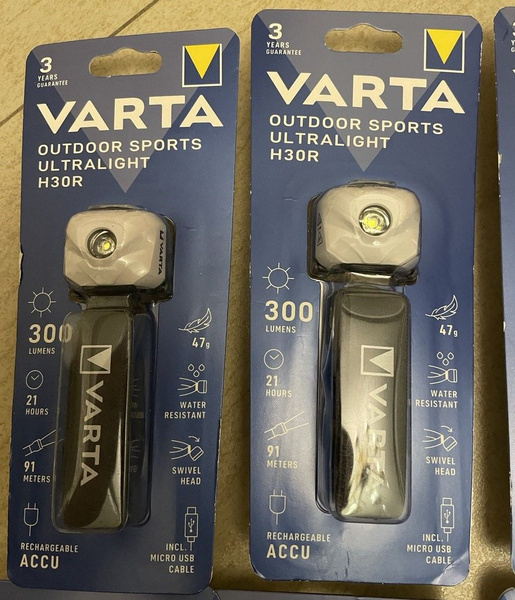 3
YEARS
GUARANTEE
VARTA
OUTDOOR SPORTS
ULTRALIGHT
H30R
VARTA
300
LUMENS
47g
21
HOURS
WATER
RESISTANT
VARTA
91
METERS
SWIVEL
HEAD
RECHARGEABLE
ACCU
INCL.
MICRO USB
CABLE
3
YEARS
GUARANTEE
VARTA
OUTDOOR SPORTS
ULTRALIGHT
H30R
300
LUMENS
47g
21
HOURS
WATER
RESISTANT
VARTA
91
METERS
SWIVEL
HEAD
RECHARGEABLE
ACCU
INCL.
MICRO USB
CABLE